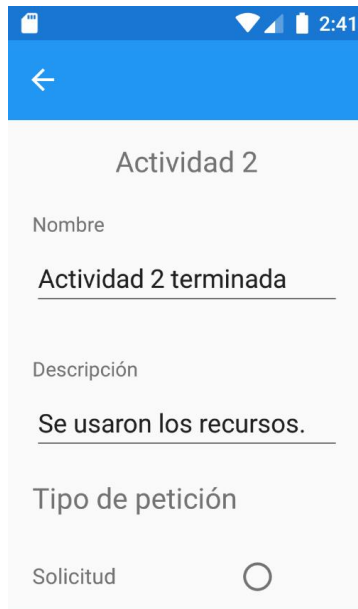 2:41
Actividad 2
Nombre
Actividad 2 terminada
Descripción
Se usaron los recursos.
Tipo de petición
Solicitud